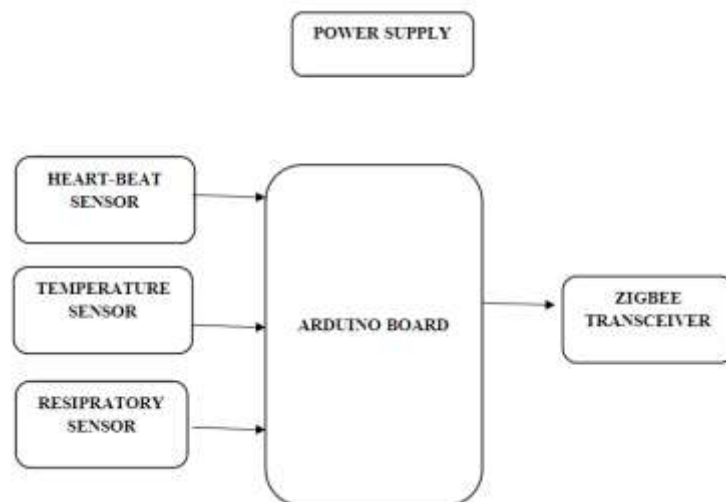 POWER SUPPLY
HEART-BEAT
SENSOR
TEMPERATURE
SENSOR
RESIPRATORY
SENSOR
ARDUINO BOARD
ZIGBEE
TRANSCEIVER